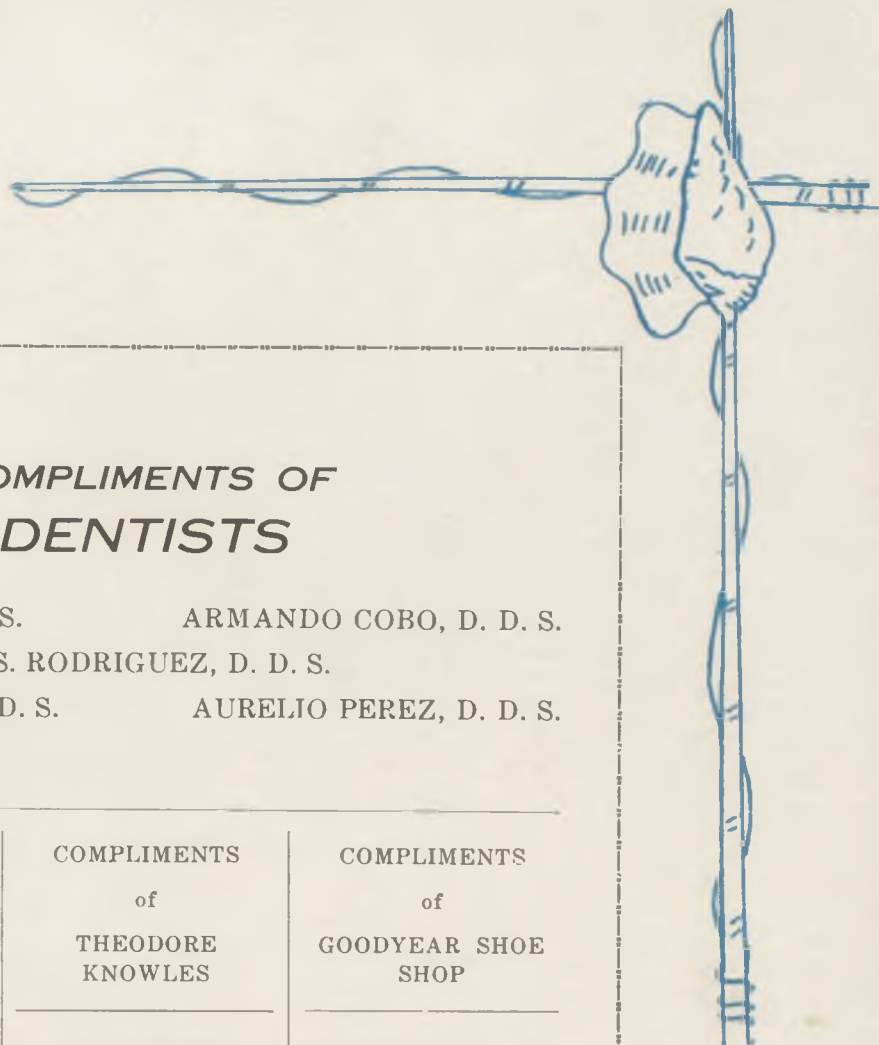 OMPLIMENTS OF
DENTISTS
S. ARMANDO COBO, D. D. S.
S. RODRIGUEZ, D. D. S.
D. S. AURELIO PEREZ, D. D. S.
COMPLIMENTS
of
THEODORE
KNOWLES
COMPLIMENTS
of
GOODYEAR SHOE
SHOP